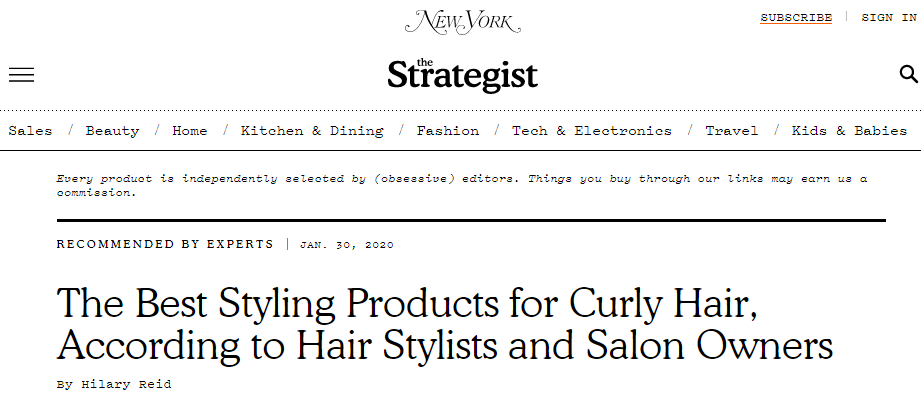 NEW YORK
SUBSCRIBE | SIGN IN
the
Strategist
Sales / Beauty / Home / Kitchen & Dining / Fashion / Tech & Electronics / Travel / Kids & Babies
Every product is independently selected by (obsessive) editors. Things you buy through our links may earn us a
commission.
RECOMMENDED BY EXPERTS | JAN. 30, 2020
The Best Styling Products for Curly Hair,
According to Hair Stylists and Salon Owners
By Hilary Reid